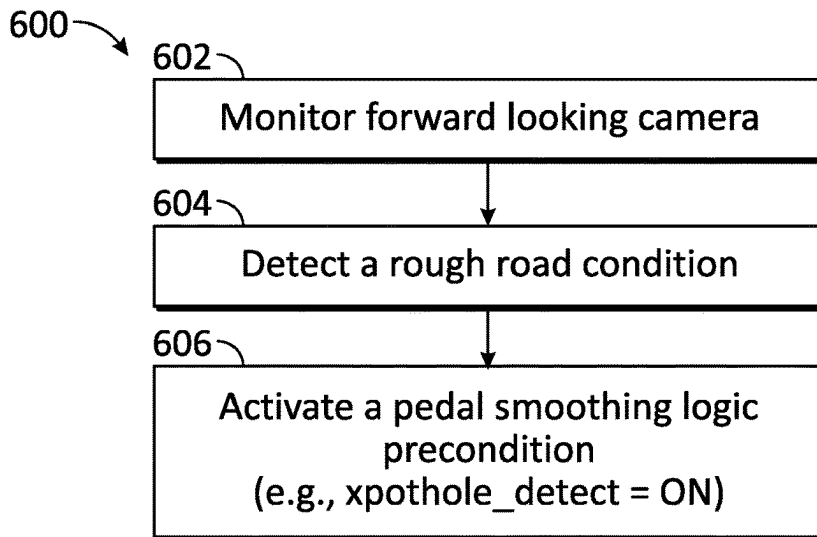 600
602
Monitor forward looking camera
604
Detect a rough road condition
606
Activate a pedal smoothing logic
precondition
(e.g., xpothole_detect = ON)